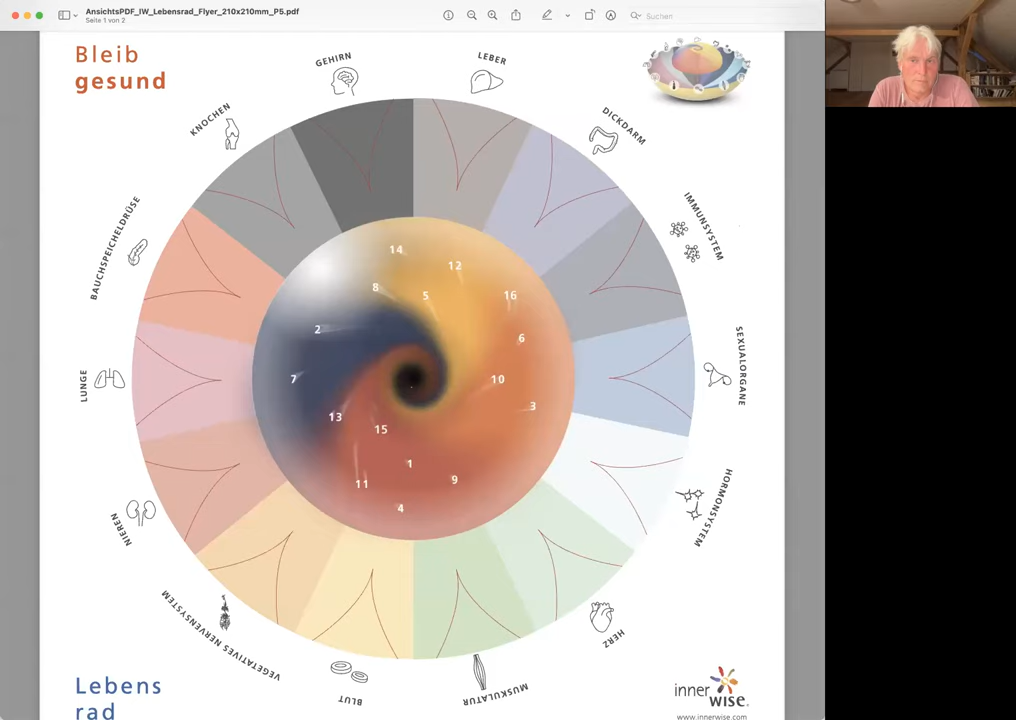 AnsichtsPDF_IW_Lebensrad_Flyer_210x210mm_P5.pdf
Seite 1 von 2
Suchen
Bleib
gesund
GEHIRN
LEBER
KNOCHEN
DICKDARM
BAUCHSPEICHELDRÜSE
IMMUNSYSTEM
LUNGE
SEXUALORGANE
NIEREN
HORMONSYSTEM
VEGETATIVES NERVENSYSTEM
HERZ
BLUT
MUSKULATUR
14
12
8
5
16
2
6
7
10
3
13
15
1
11
9
4
Lebens
rad
inner
wise.
www.innerwise.com